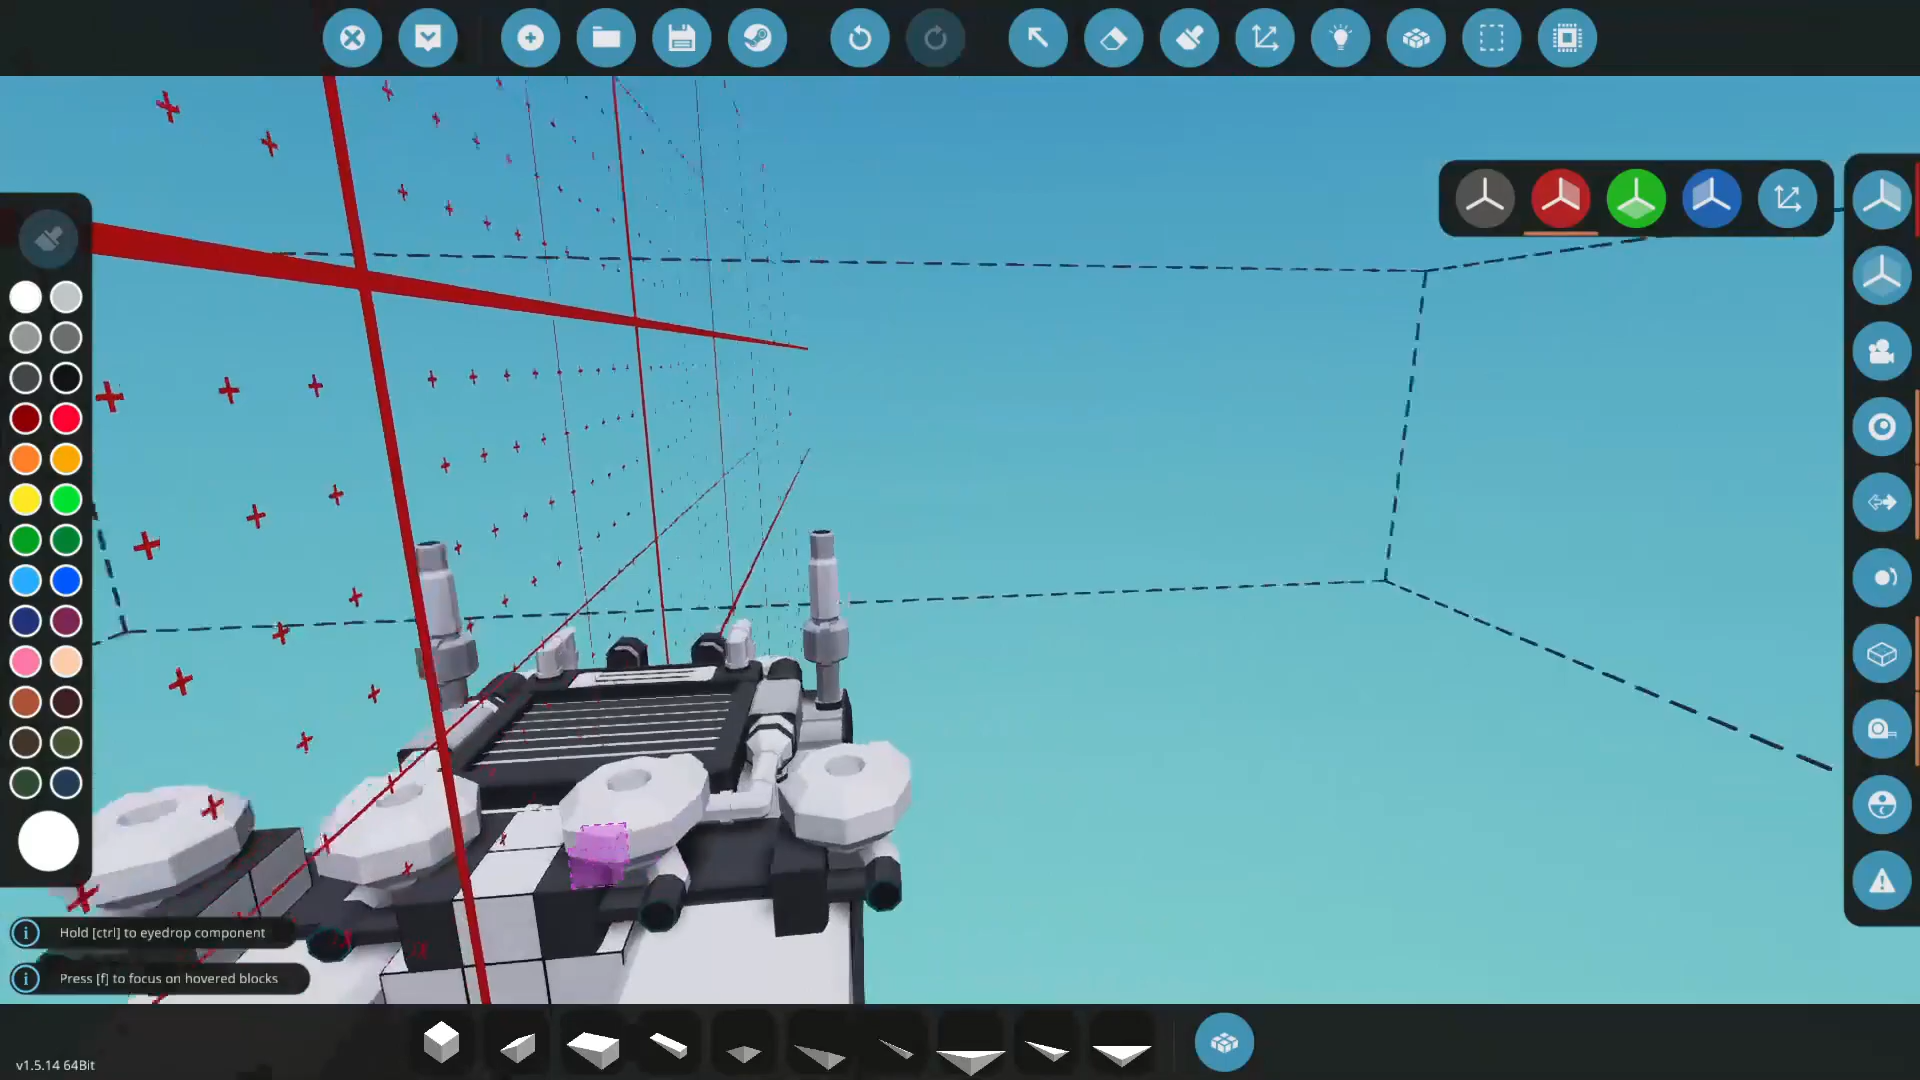 Hold [ctrl] to eyedrop component
Press [f] to focus on hovered blocks
v1.5.14 64Bit